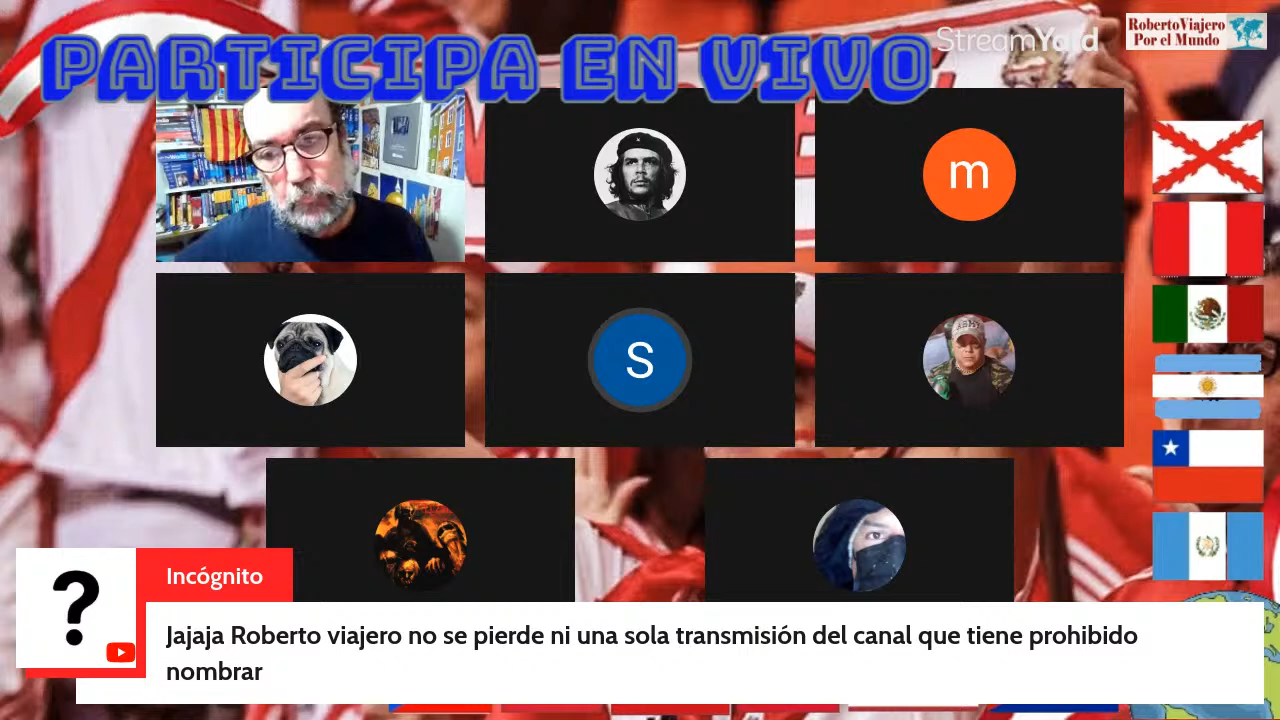 RobertoViajero
Por el Mundo
StreamYard
PARTICIPA EN VIVO
m
S
ARMY
?
Incógnito
Jajaja Roberto viajero no se pierde ni una sola transmisión del canal que tiene prohibido
nombrar